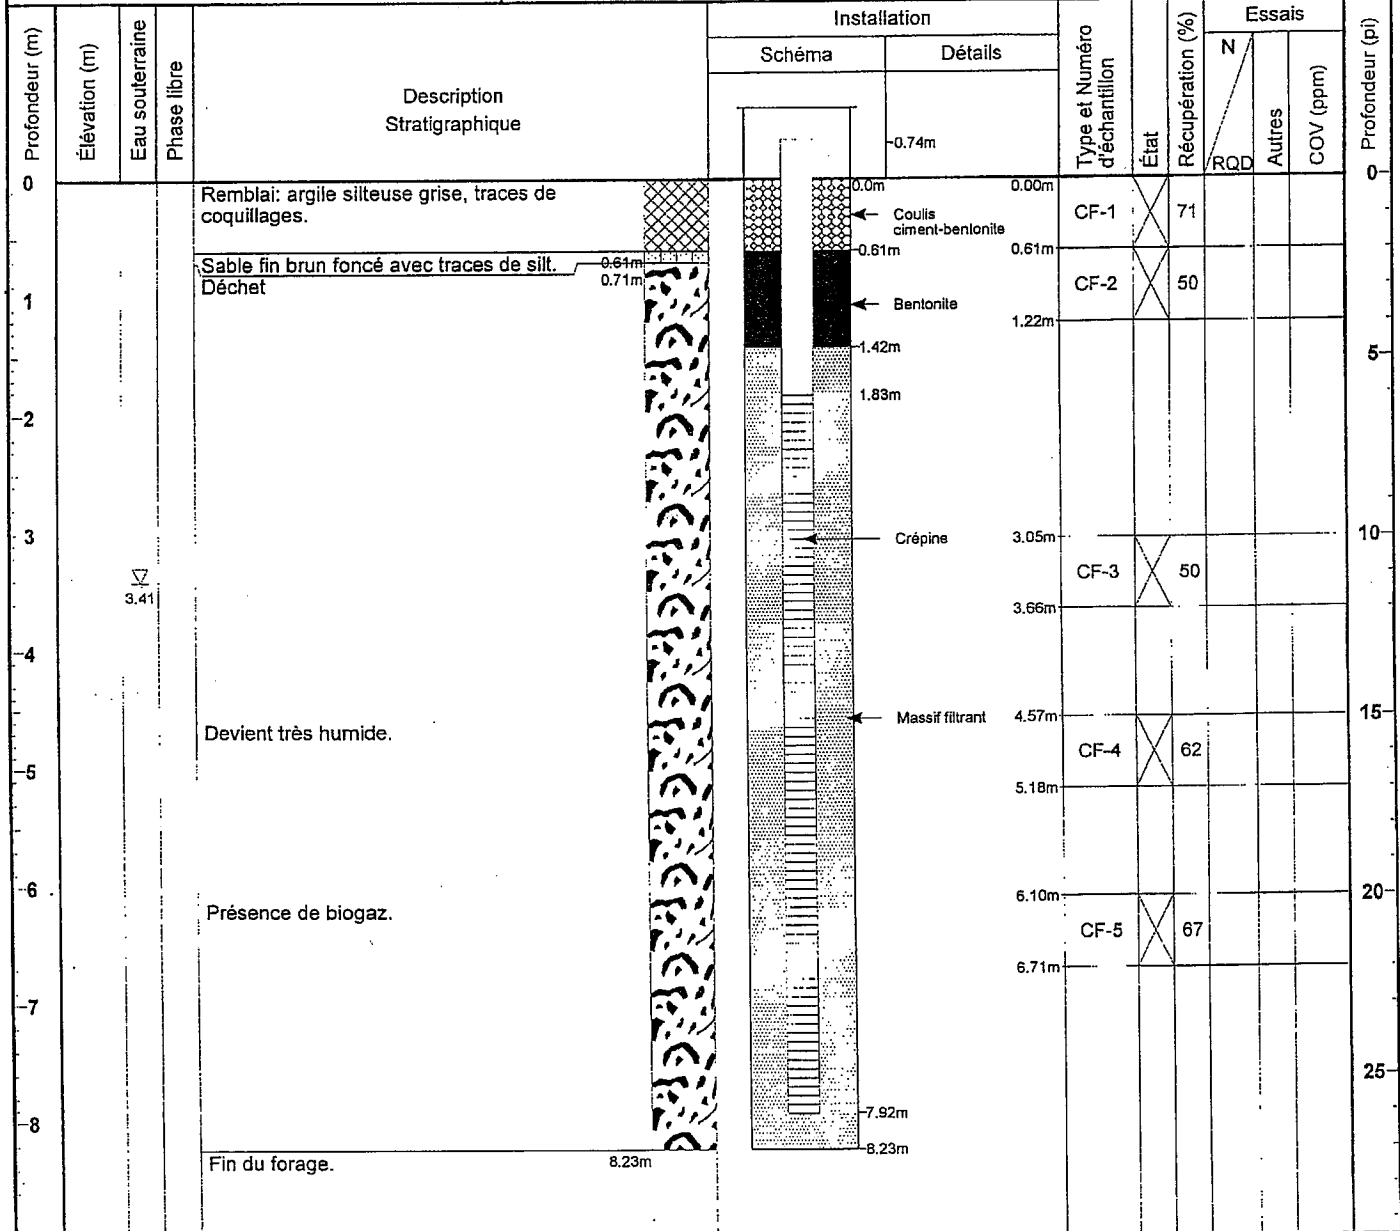 Profondeur (m)
Élévation (m)
Eau souterraine
Phase libre
Description
Stratigraphique
Installation
Schéma
Détails
Type et Numéro
d'échantillon
État
Récupération (%)
Essais
N
RQD
Autres
COV (ppm)
Profondeur (pi)
-0.74m
0
Remblai: argile silteuse grise, traces de
coquillages.
0.0m
Coulis
ciment-bentonite
0.00m
CF-1
71
0
0.61m
0.61m
Sable fin brun foncé avec traces de silt.
0.61m
Déchet
0.71m
CF-2
50
1
Bentonite
1.22m
1.42m
5
1.83m
2
3
Crépine
3.05m
10
CF-3
50
3.41
3.66m
4
Massif filtrant
4.57m
15
Devient très humide.
CF-4
62
5
5.18m
6
6.10m
20
Présence de biogaz.
CF-5
67
6.71m
7
25
7.92m
8
8.23m
Fin du forage.
8.23m